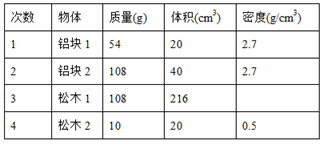 次数 物体 质量(g) 体积(cm³) 密度(g/cm³)
1 铝块 1 54 20 2.7
2 铝块 2 108 40 2.7
3 松木 1 108 216
4 松木 2 10 20 0.5